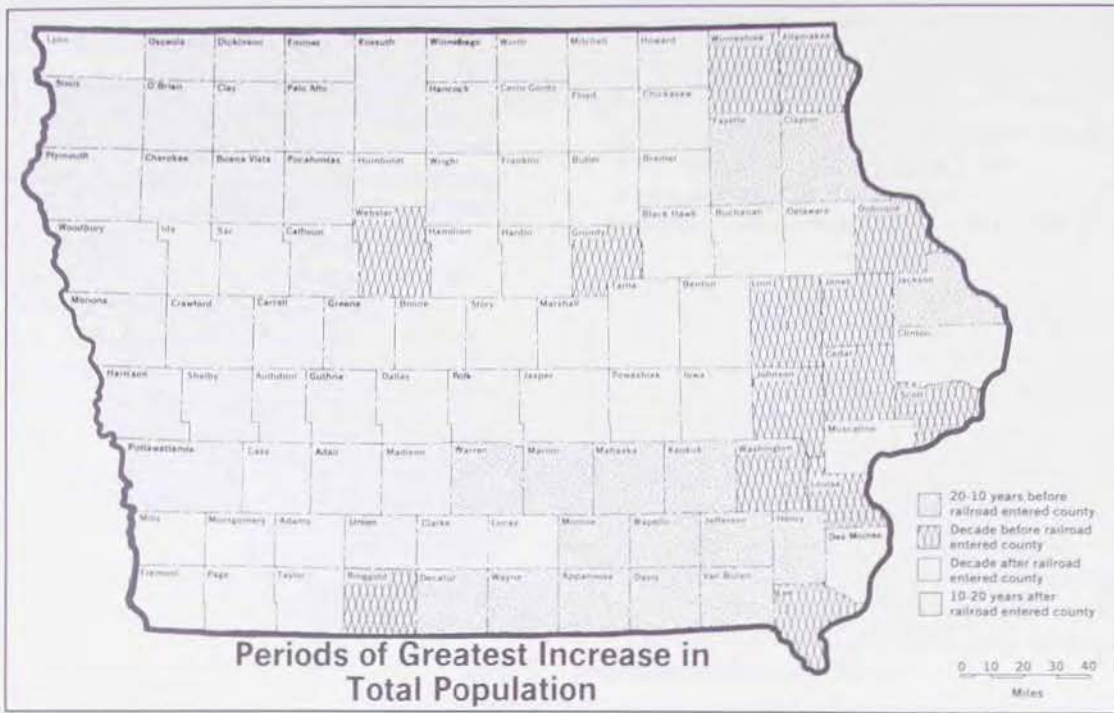 Lyon Osceola Dickinson Emmet Kossuth Winnebago Worth Mitchell Howard Winneshiek Allamakee
Sioux O'Brien Clay Palo Alto Hancock Cerro Gordo Floyd Chickasaw
Fayette Clayton
Plymouth Cherokee Buena Vista Pocahontas Humboldt Wright Franklin Butler Bremer
Webster Black Hawk Buchanan Delaware Dubuque
Woodbury Ida Sac Calhoun Hamilton Hardin Grundy
Tama Benton Linn Jones Jackson
Monona Crawford Carroll Greene Boone Story Marshall
Clinton
Cedar
Harrison Shelby Audubon Guthrie Dallas Polk Jasper Poweshiek Iowa Johnson
Scott
Muscatine
Pottawattamie Cass Adair Madison Warren Marion Mahaska Keokuk Washington
Louisa
Mills Montgomery Adams Union Clarke Lucas Monroe Wapello Jefferson Henry Des Moines
Fremont Page Taylor Ringgold Decatur Wayne Appanoose Davis Van Buren Lee
20-10 years before
railroad entered county
Decade before railroad
entered county
Decade after railroad
entered county
10-20 years after
railroad entered county
Periods of Greatest Increase in
Total Population
0 10 20 30 40
Miles